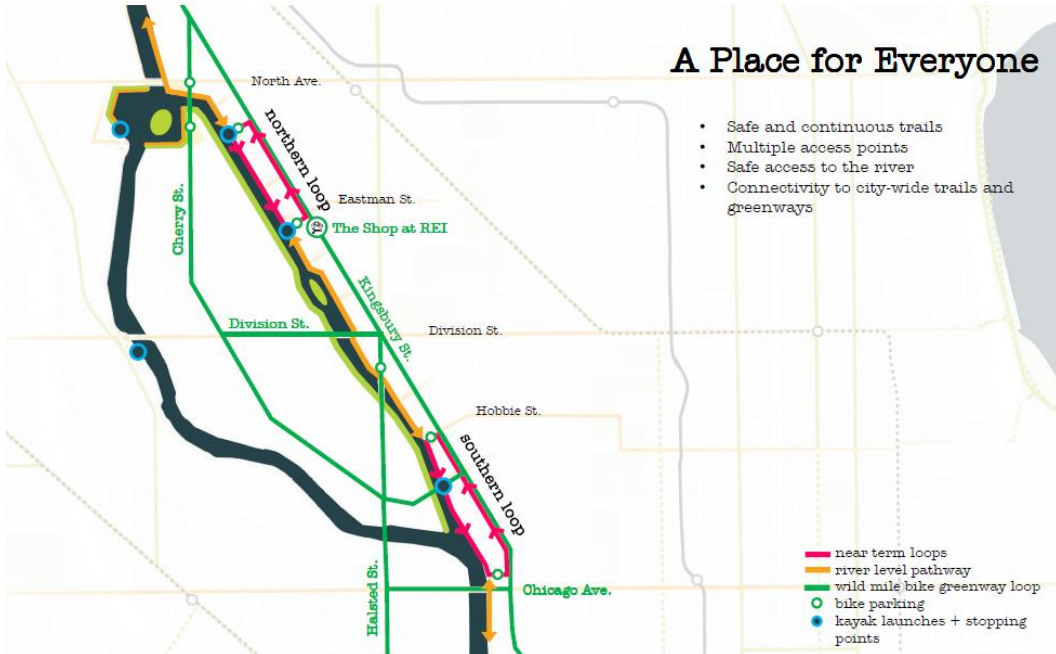 A Place for Everyone
• Safe and continuous trails
• Multiple access points
• Safe access to the river
• Connectivity to city-wide trails and
greenways
North Ave.
northern loop
Eastman St.
The Shop at REI
Cherry St.
Kingsbury St.
Division St.
Division St.
Hobbie St.
southern loop
Halsted St.
Chicago Ave.
near term loops
river level pathway
wild mile bike greenway loop
bike parking
kayak launches + stopping
points